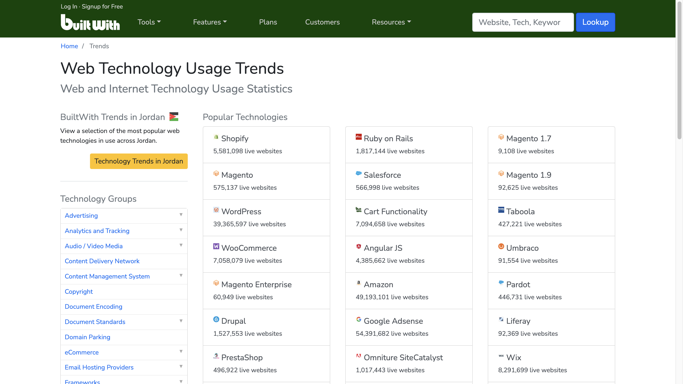 Log In · Signup for Free
builtWith
Tools
Features
Plans
Customers
Resources
Website, Tech, Keywor
Lookup
Home / Trends
Web Technology Usage Trends
Web and Internet Technology Usage Statistics
BuiltWith Trends in Jordan
View a selection of the most popular web
technologies in use across Jordan.
Technology Trends in Jordan
Technology Groups
Advertising
Analytics and Tracking
Audio / Video Media
Content Delivery Network
Content Management System
Copyright
Document Encoding
Document Standards
Domain Parking
eCommerce
Email Hosting Providers
Frameworks
Popular Technologies
Shopify
5,581,098 live websites
Magento
575,137 live websites
WordPress
39,365,597 live websites
WooCommerce
7,058,079 live websites
Magento Enterprise
60,949 live websites
Drupal
1,527,553 live websites
PrestaShop
496,922 live websites
Ruby on Rails
1,817,144 live websites
Salesforce
566,998 live websites
Cart Functionality
7,094,658 live websites
Angular JS
4,385,662 live websites
Amazon
49,193,101 live websites
Google Adsense
54,391,682 live websites
Omniture SiteCatalyst
1,017,443 live websites
Magento 1.7
9,108 live websites
Magento 1.9
92,625 live websites
Taboola
427,221 live websites
Umbraco
91,554 live websites
Pardot
446,731 live websites
Liferay
92,369 live websites
Wix
8,291,699 live websites